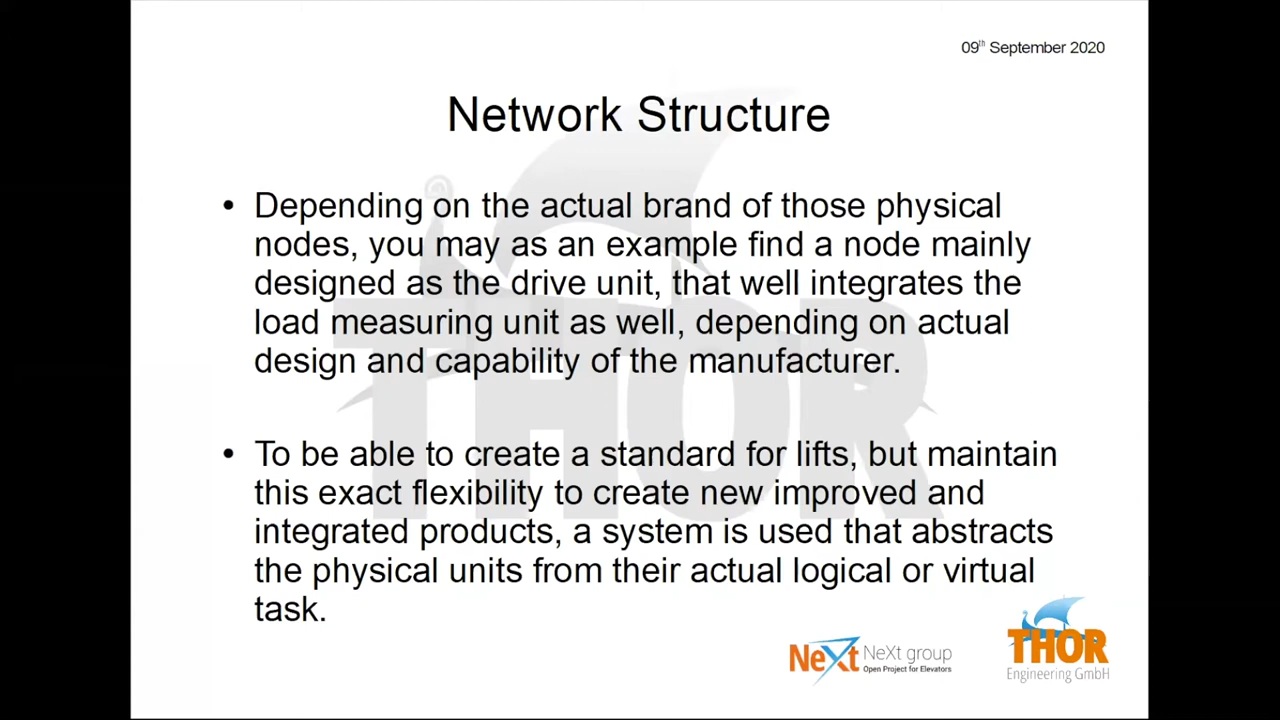 09th September 2020
Network Structure
• Depending on the actual brand of those physical
nodes, you may as an example find a node mainly
designed as the drive unit, that well integrates the
load measuring unit as well, depending on actual
design and capability of the manufacturer.
• To be able to create a standard for lifts, but maintain
this exact flexibility to create new improved and
integrated products, a system is used that abstracts
the physical units from their actual logical or virtual
task.
THOR
NeXt NeXt group
Open Project for Elevators
THOR
Engineering GmbH